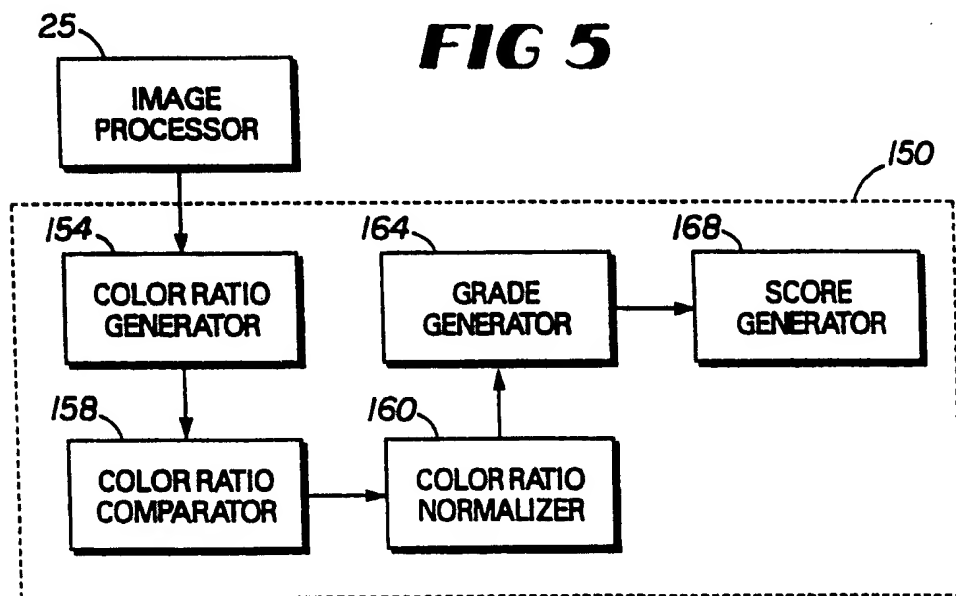 FIG 5
25
IMAGE
PROCESSOR
150
154
COLOR RATIO
GENERATOR
164
GRADE
GENERATOR
168
SCORE
GENERATOR
158
COLOR RATIO
COMPARATOR
160
COLOR RATIO
NORMALIZER